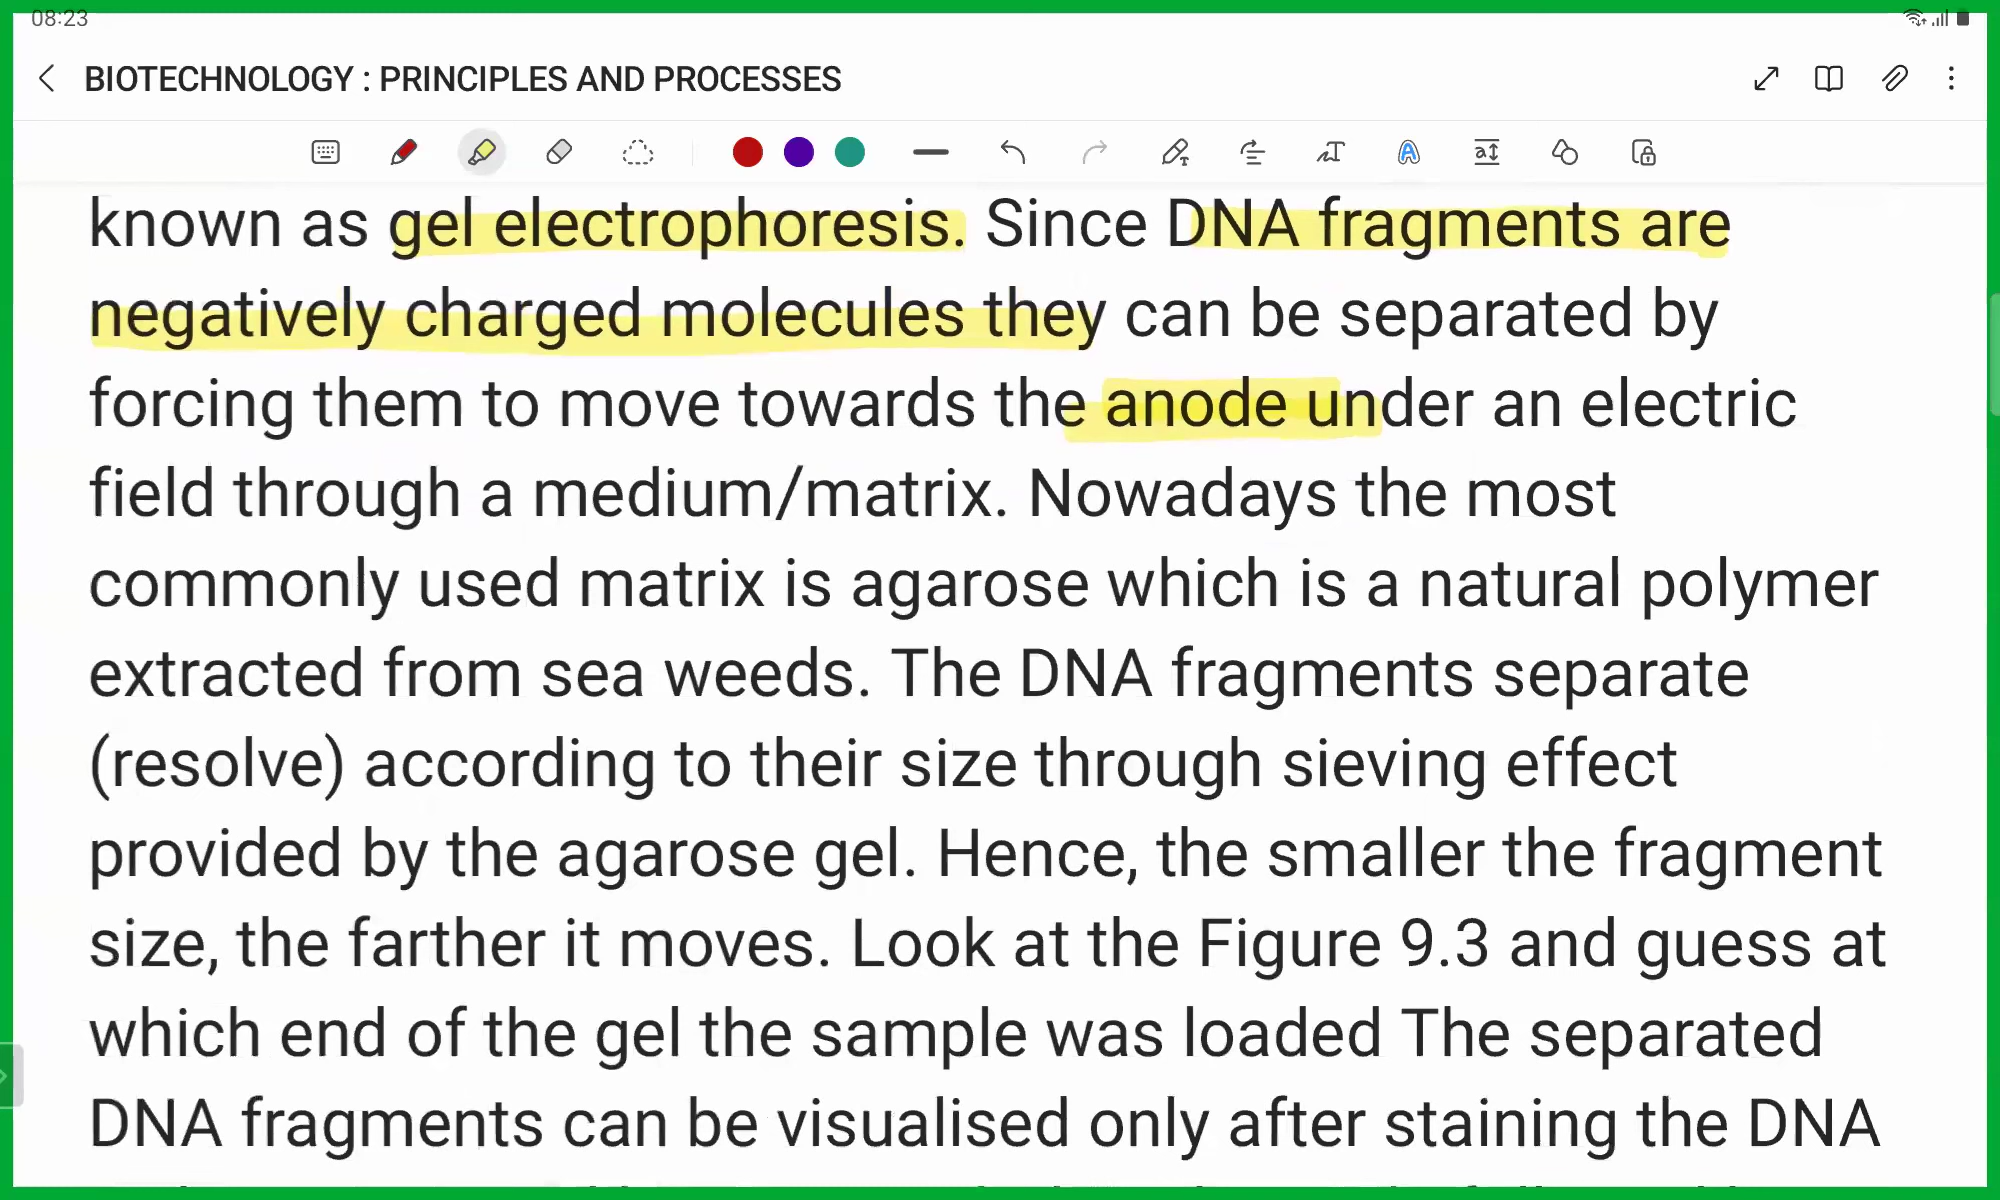 08:23
BIOTECHNOLOGY : PRINCIPLES AND PROCESSES
known as gel electrophoresis. Since DNA fragments are
negatively charged molecules they can be separated by
forcing them to move towards the anode under an electric
field through a medium/matrix. Nowadays the most
commonly used matrix is agarose which is a natural polymer
extracted from sea weeds. The DNA fragments separate
(resolve) according to their size through sieving effect
provided by the agarose gel. Hence, the smaller the fragment
size, the farther it moves. Look at the Figure 9.3 and guess at
which end of the gel the sample was loaded The separated
DNA fragments can be visualised only after staining the DNA